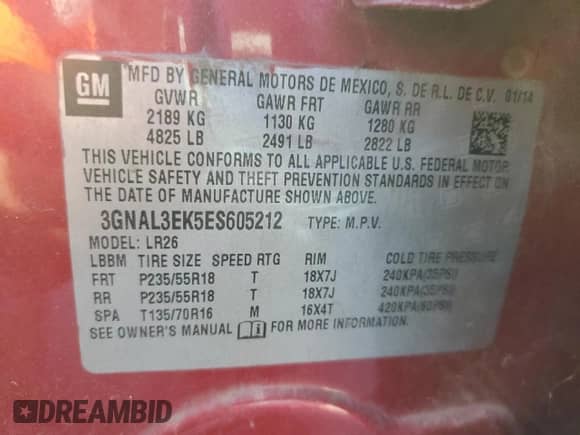 GM
MFD BY GENERAL MOTORS DE MEXICO, S. DE R.L. DE C.V. 01/14
GVWR GAWR FRT GAWR RR
2189 KG 1130 KG 1280 KG
4825 LB 2491 LB 2822 LB
THIS VEHICLE CONFORMS TO ALL APPLICABLE U.S. FEDERAL MOTOR
VEHICLE SAFETY AND THEFT PREVENTION STANDARDS IN EFFECT ON
THE DATE OF MANUFACTURE SHOWN ABOVE.
3GNAL3EK5ES605212 TYPE: M.P.V.
MODEL: LR26
LBBM TIRE SIZE SPEED RTG RIM COLD TIRE PRESSURE
FRT P235/55R18 T 18X7J 240KPA(35PSI)
RR P235/55R18 T 18X7J 240KPA(35PSI)
SPA T135/70R16 M 16X4T 420KPA(60PSI)
SEE OWNER'S MANUAL FOR MORE INFORMATION.
DREAMBID